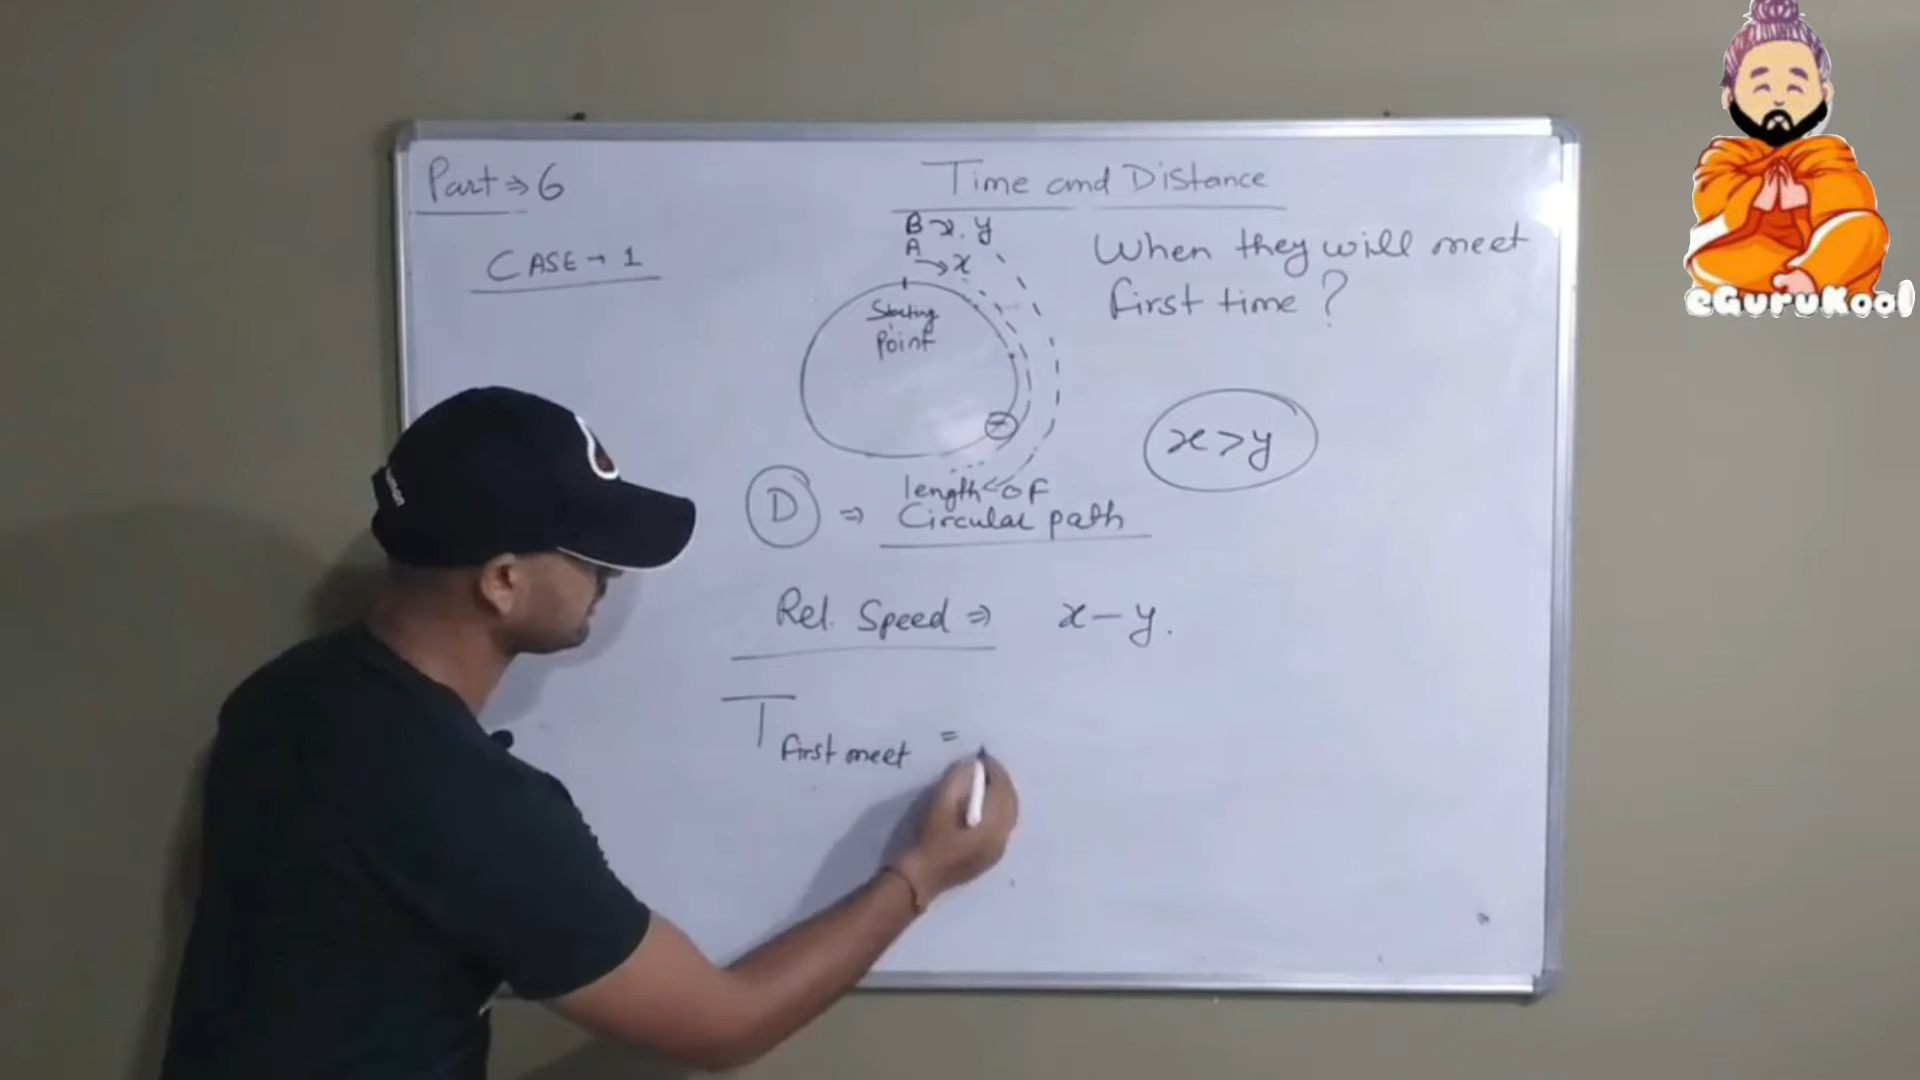 Part ⇒ 6
Time and Distance
CASE → 1
B → y
A → x
Starting
Point
When they will meet
first time ?
x > y
D ⇒ length of
Circular path
Rel. Speed ⇒ x - y.
T first meet =
eGuruKool